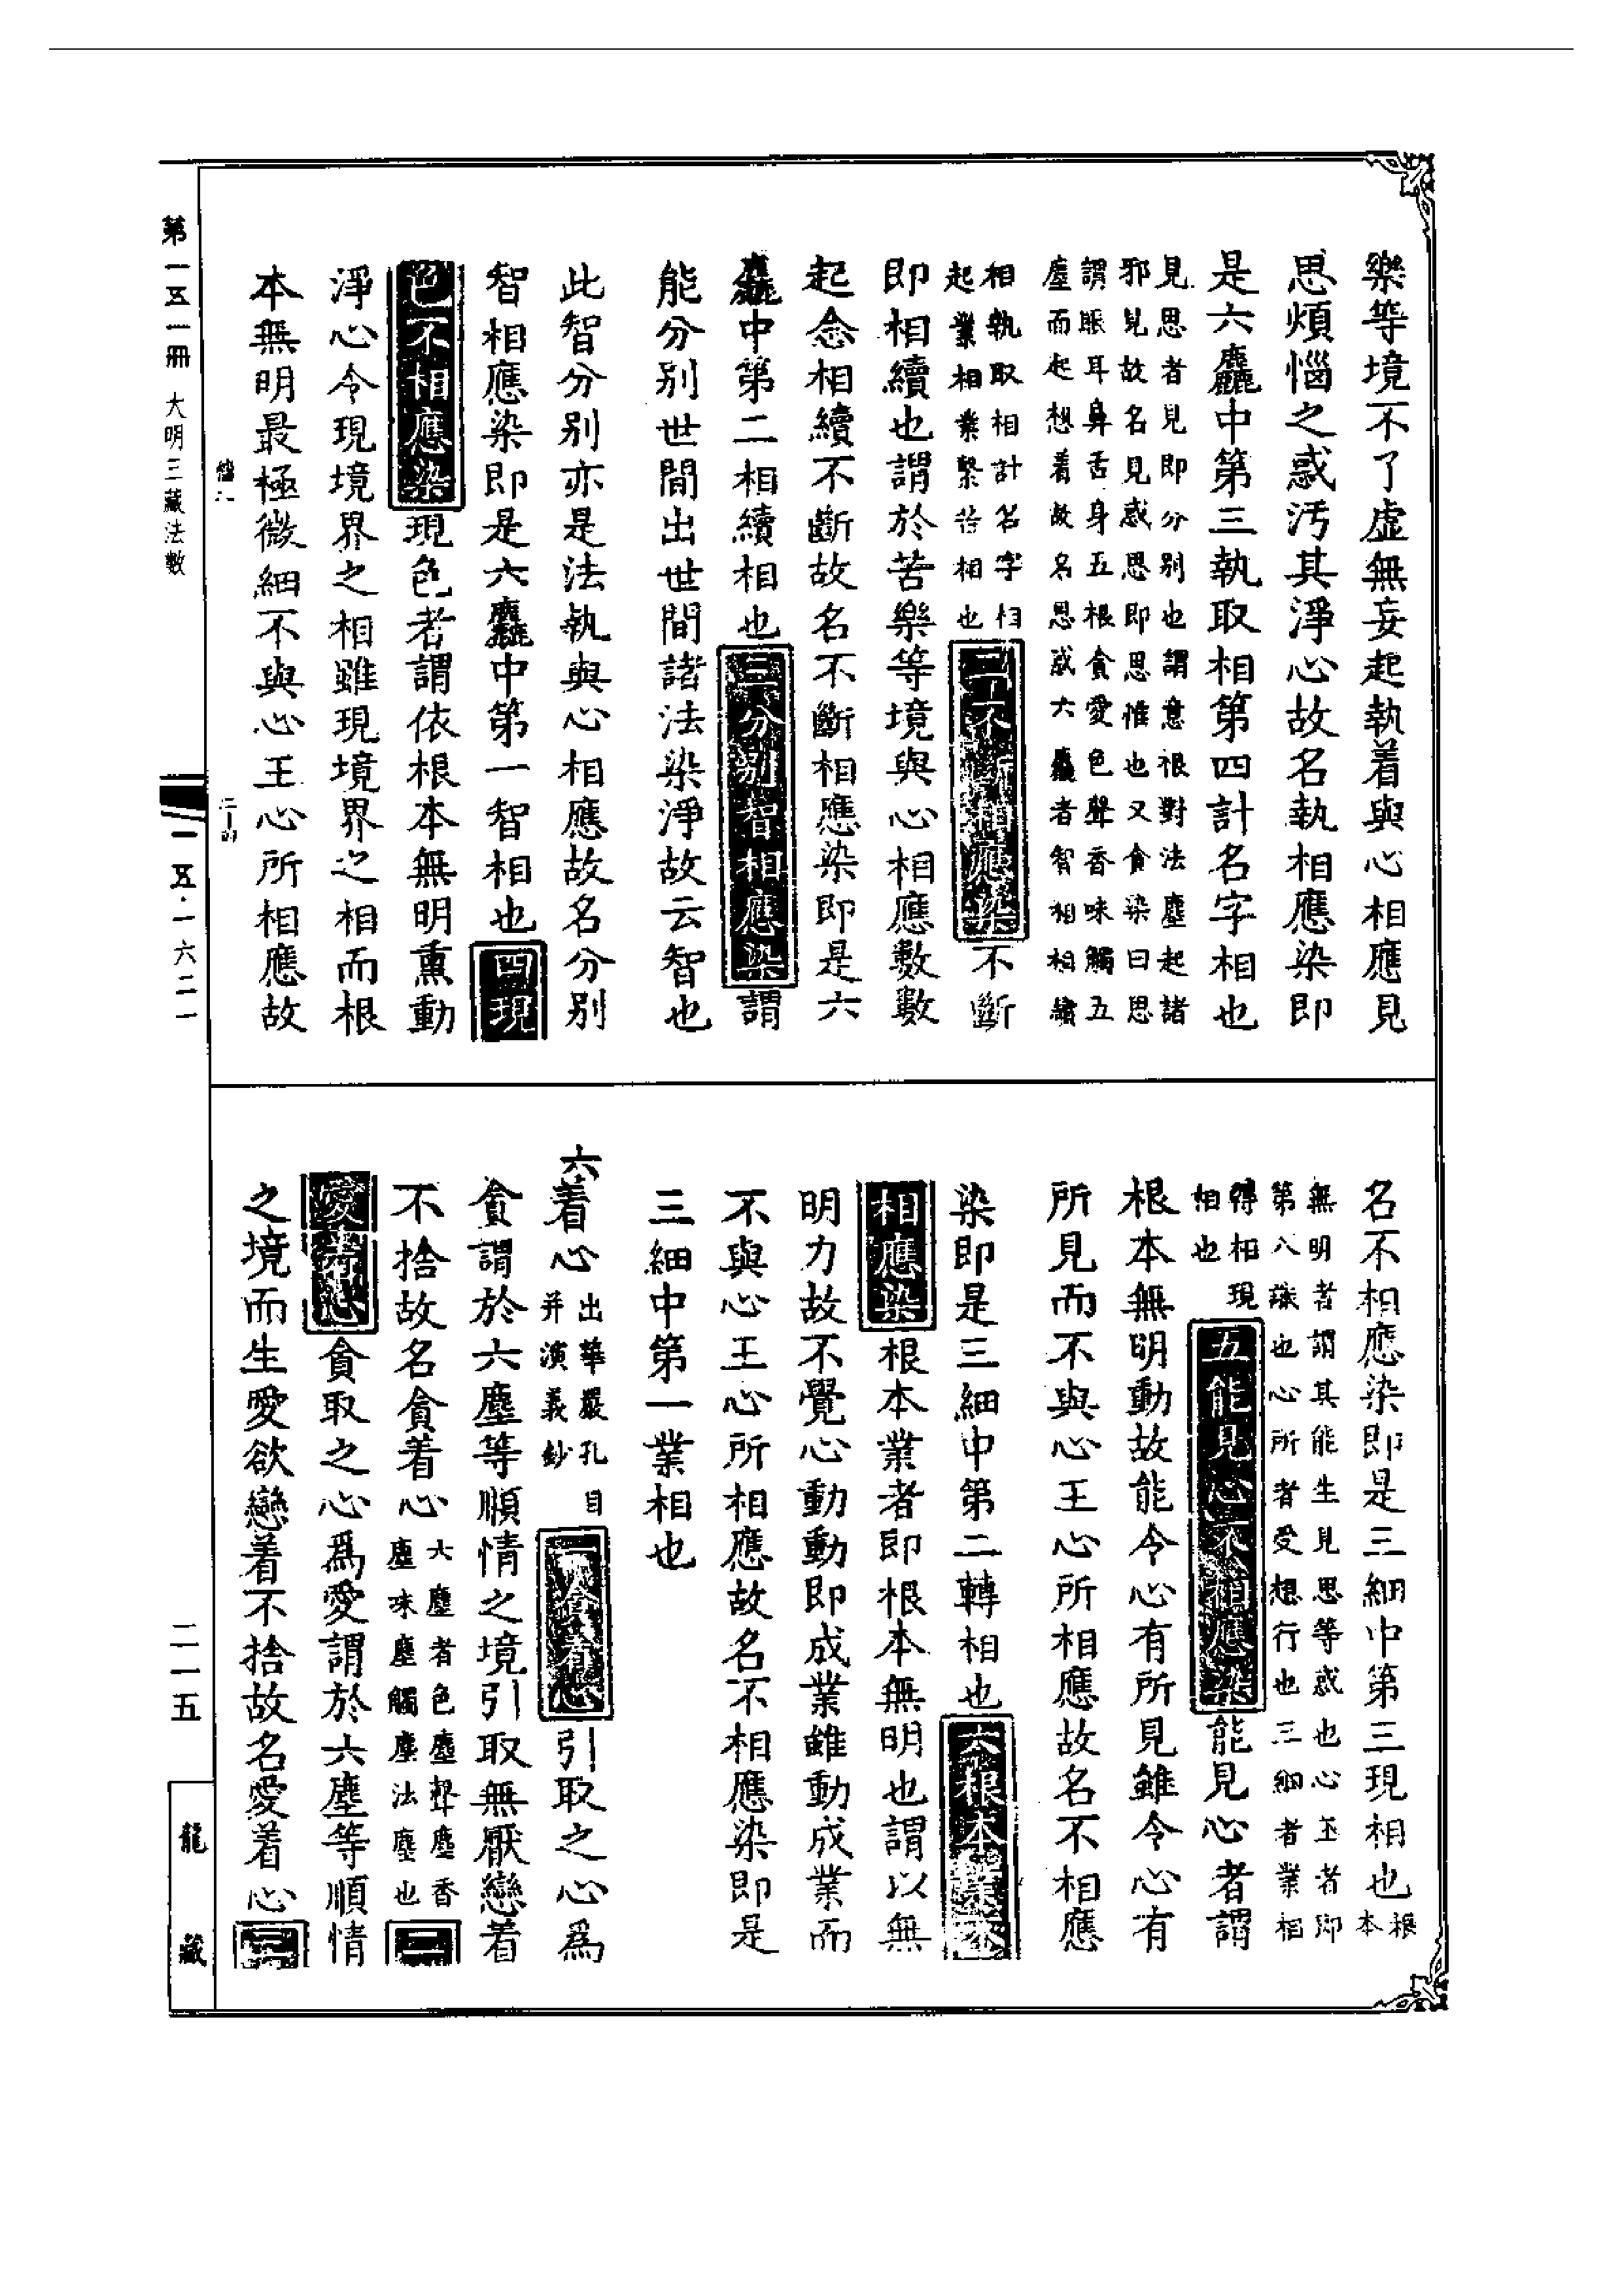 樂等境不了虛無妄起執着與心相應見
思煩惱之惑汚其淨心故名執相應染即
是六麤中第三執取相第四計名字相也
見思者見即分别也謂意根對法塵起諸
邪見故名見惑思即思惟也又貪染曰思
謂眼耳鼻舌身五根貪愛色聲香味觸五
塵而起想着故名思惑六麤者智相相續
相執取相計名字相
起業相業繫苦相也
二不斷相應染不斷
即相續也謂於苦樂等境與心相應數數
起念相續不斷故名不斷相應染即是六
麤中第二相續相也三分别智相應染謂
能分别世間出世間諸法染淨故云智也
此智分别亦是法執與心相應故名分别
智相應染即是六麤中第一智相也四現
色不相應染現色者謂依根本無明熏動
淨心令現境界之相雖現境界之相而根
本無明最極微細不與心王心所相應故
名不相應染即是三細中第三現相也根
本
無明者謂其能生見思等惑也心王者即
第八識也心所者受想行也三細者業相
轉相現
相也
五能見心不相應染能見心者謂
根本無明動故能令心有所見雖令心有
所見而不與心王心所相應故名不相應
染即是三細中第二轉相也六根本業不
相應染根本業者即根本無明也謂以無
明力故不覺心動動即成業雖動成業而
不與心王心所相應故名不相應染即是
三細中第一業相也
六着心出華嚴孔目
并演義鈔
一貪着心引取之心爲
貪謂於六塵等順情之境引取無厭戀着
不捨故名貪着心六塵者色塵聲塵香
塵味塵觸塵法塵也
二
愛着心貪取之心爲愛謂於六塵等順情
之境而生愛欲戀着不捨故名愛着心三
第一五一冊 大明三藏法數
一五·一六二一
二一五
龍藏